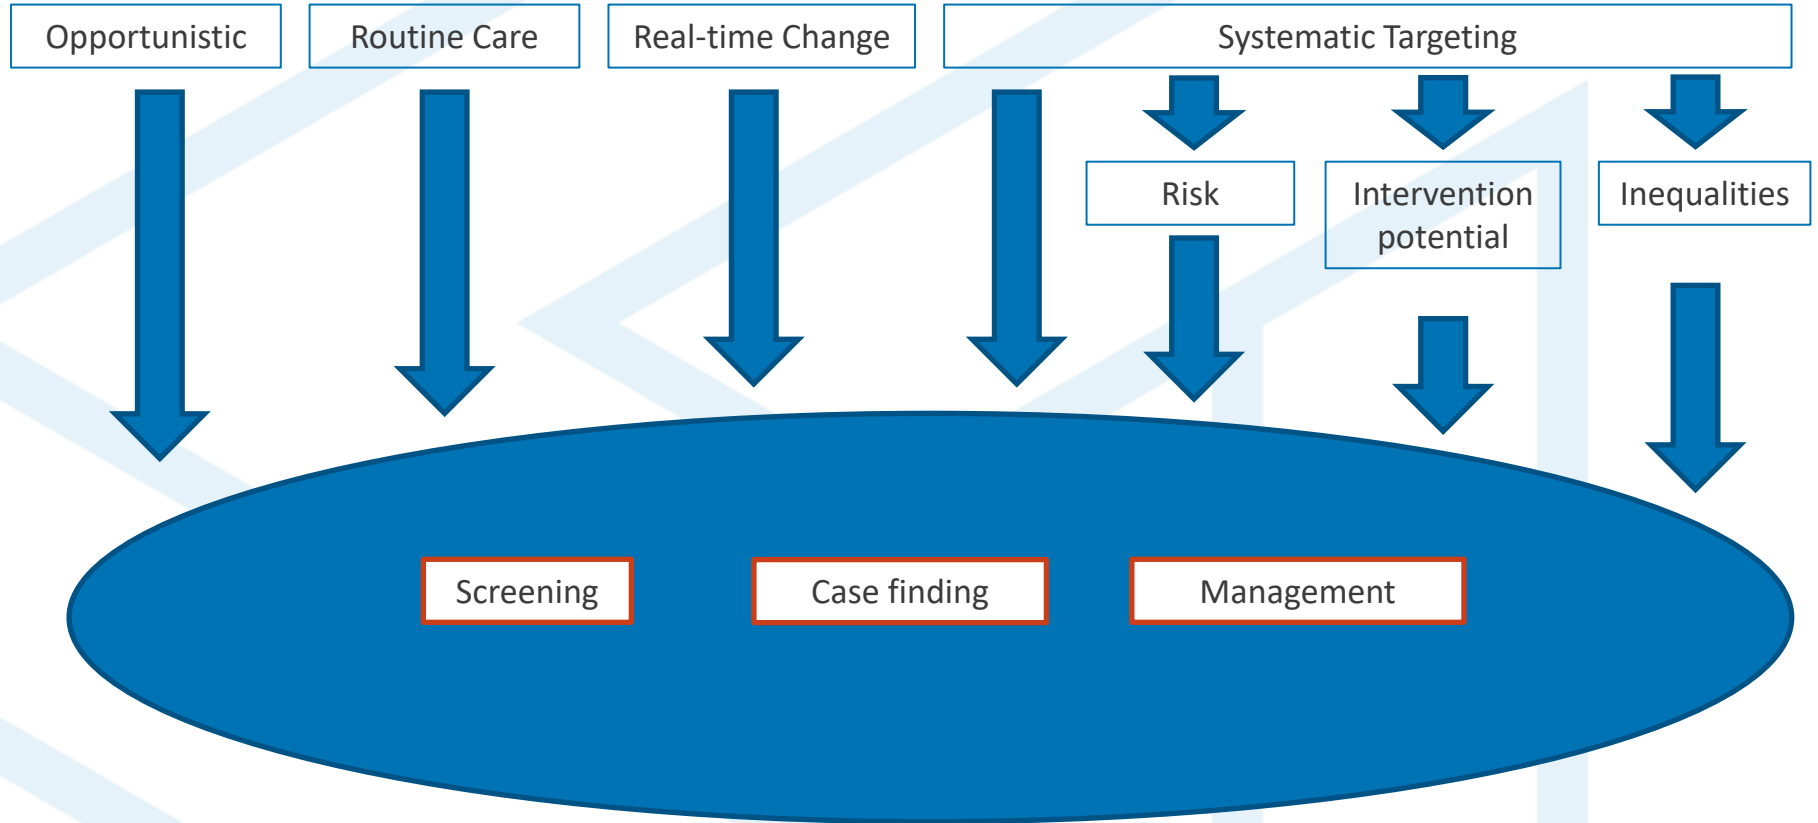 Opportunistic
Routine Care
Real-time Change
Systematic Targeting
Risk
Intervention
potential
Inequalities
Screening
Case finding
Management